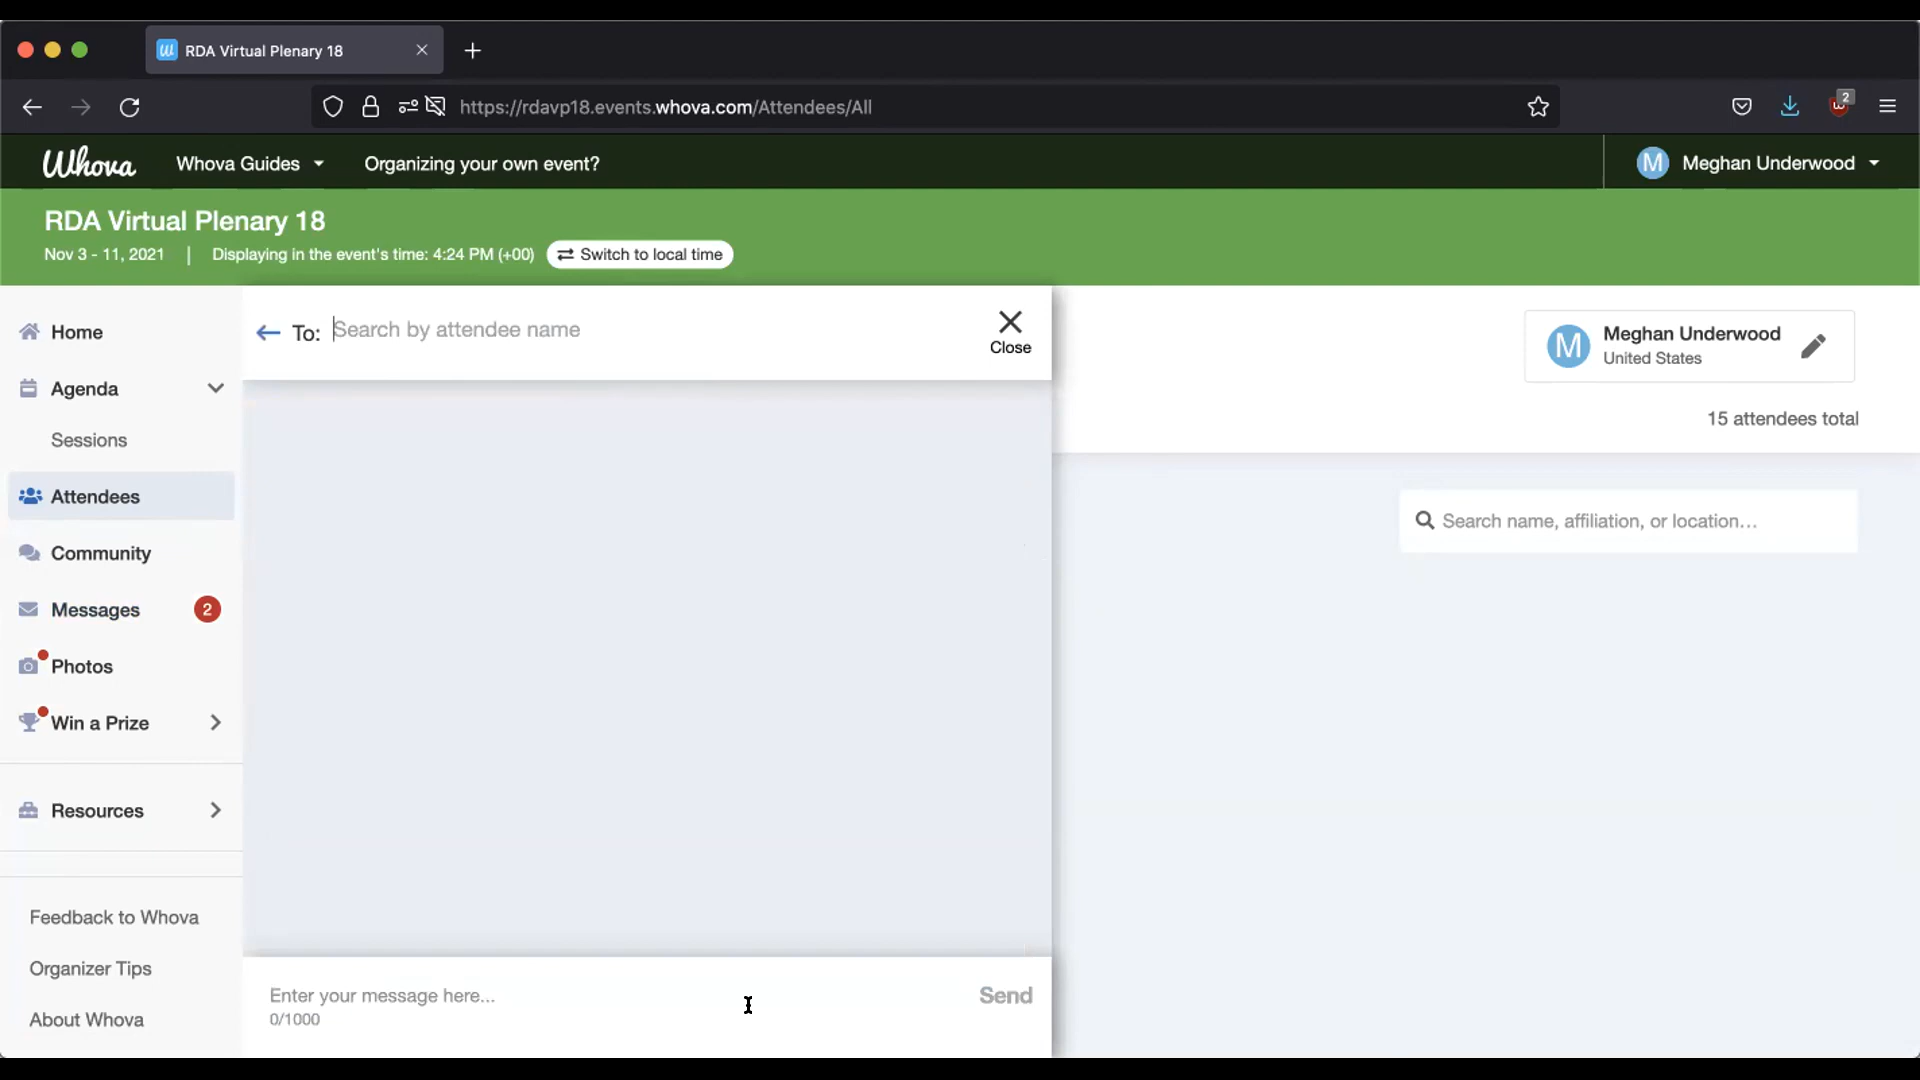 RDA Virtual Plenary 18
https://rdavp18.events.whova.com/Attendees/All
2
Whova
Whova Guides
Organizing your own event?
M
Meghan Underwood
RDA Virtual Plenary 18
Nov 3 - 11, 2021 | Displaying in the event's time: 4:24 PM (+00)
Switch to local time
Home
Agenda
Sessions
Attendees
Community
Messages
2
Photos
Win a Prize
Resources
Feedback to Whova
Organizer Tips
About Whova
To:
Search by attendee name
Close
Enter your message here...
0/1000
Send
M
Meghan Underwood
United States
15 attendees total
Search name, affiliation, or location...